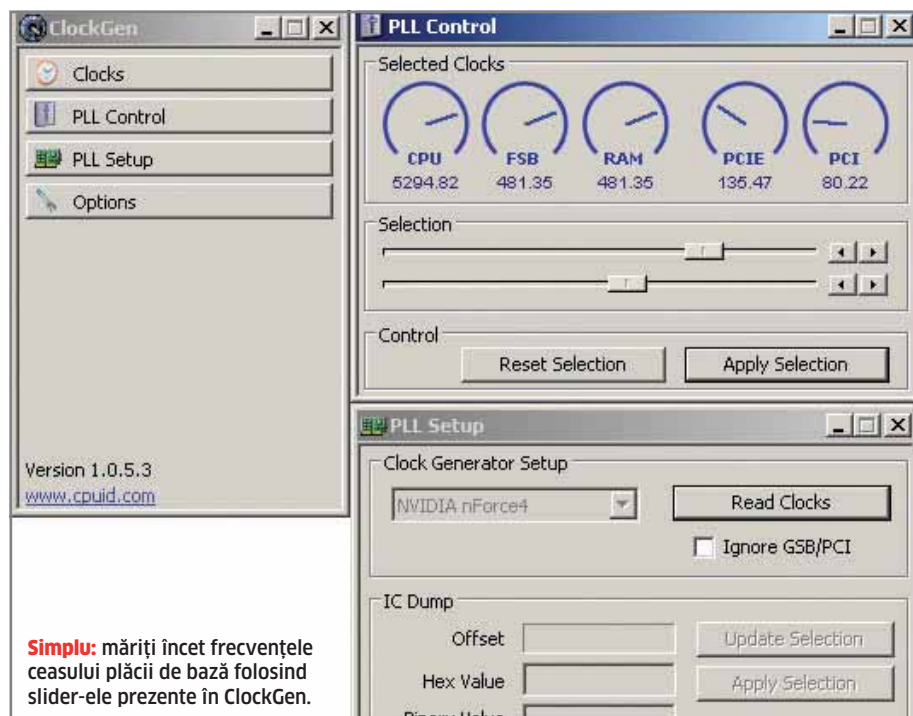 ClockGen
Clocks
PLL Control
PLL Setup
Options
Version 1.0.5.3
www.cpuid.com
PLL Control
Selected Clocks
CPU FSB RAM PCIE PCI
5294.82 481.35 481.35 135.47 80.22
Selection
Control
Reset Selection Apply Selection
PLL Setup
Clock Generator Setup
NVIDIA nForce4 Read Clocks
Ignore GSB/PCI
IC Dump
Offset Update Selection
Hex Value Apply Selection
Binary Value
Simplu: măriți încet frecvențele
ceasului plăcii de bază folosind
slider-ele prezente în ClockGen.